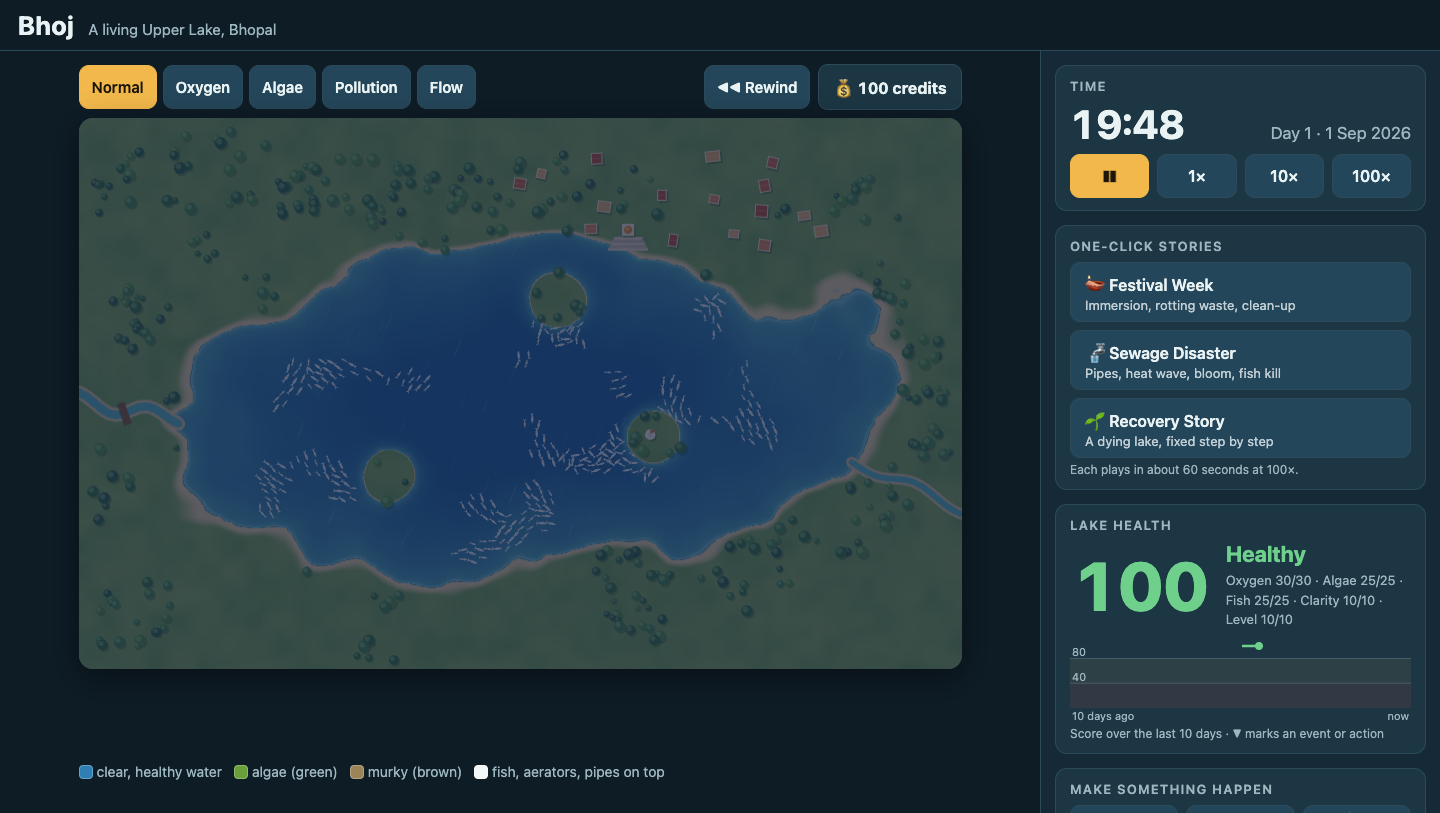 Bhoj A living Upper Lake, Bhopal
Normal Oxygen Algae Pollution Flow
◀◀ Rewind 💰 100 credits
clear, healthy water algae (green) murky (brown) fish, aerators, pipes on top
TIME
19:48 Day 1 · 1 Sep 2026
1× 10× 100×
ONE-CLICK STORIES
Festival Week
Immersion, rotting waste, clean-up
Sewage Disaster
Pipes, heat wave, bloom, fish kill
Recovery Story
A dying lake, fixed step by step
Each plays in about 60 seconds at 100×.
LAKE HEALTH
100
Healthy
Oxygen 30/30 · Algae 25/25 ·
Fish 25/25 · Clarity 10/10 ·
Level 10/10
80
40
10 days ago now
Score over the last 10 days · ▼ marks an event or action
MAKE SOMETHING HAPPEN